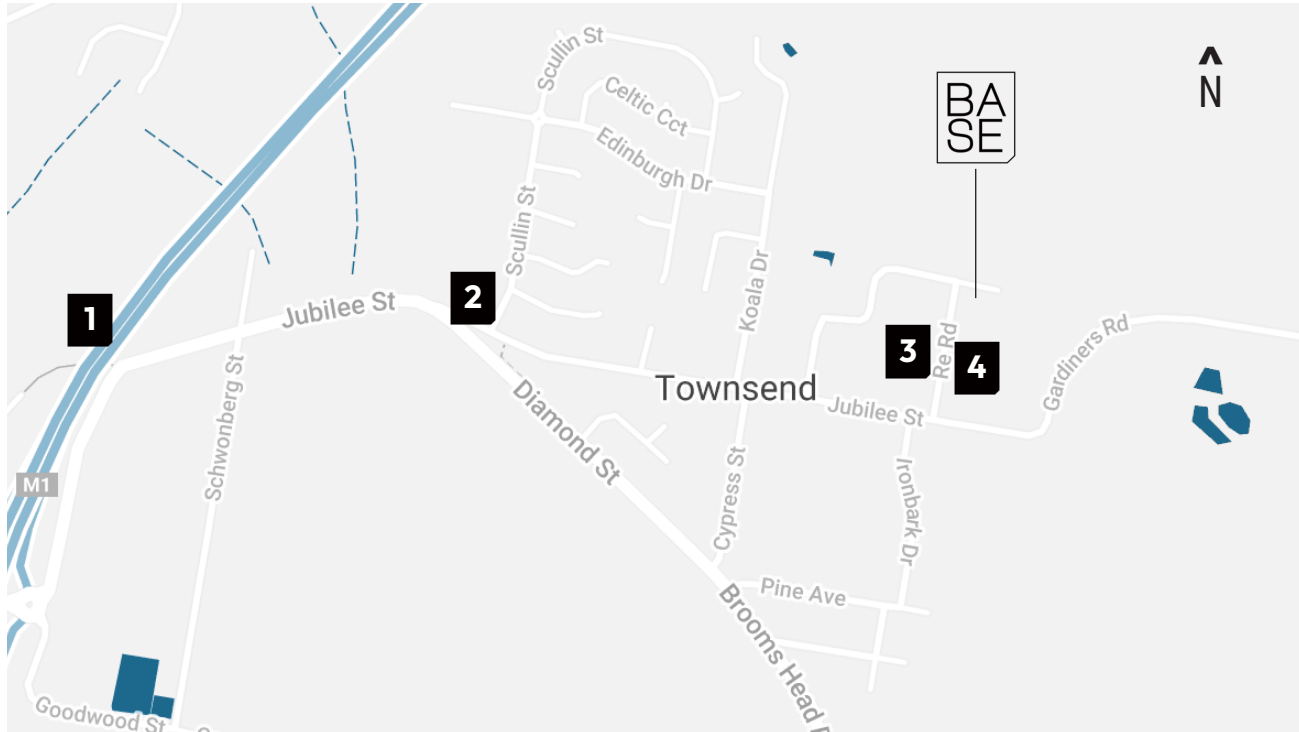 Scullin St
N
BA
SE
Celtic Cct
Edinburgh Dr
Scullin St
Koala Dr
1
2
Jubilee St
3
Re Rd
4
Gardiners Rd
Schwonberg St
Townsend
Jubilee St
Diamond St
M1
Cypress St
Ironbark Dr
Pine Ave
Brooms Head
Goodwood St